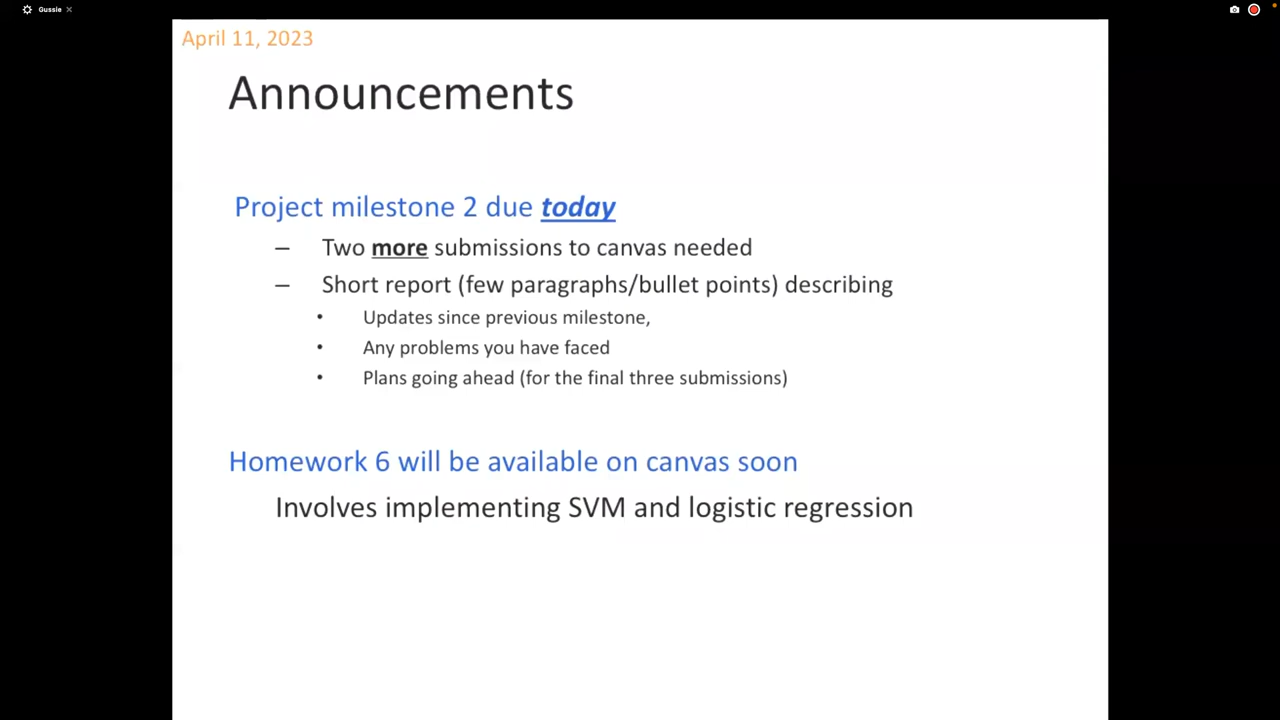 Gussie
April 11, 2023
Announcements
Project milestone 2 due today
– Two more submissions to canvas needed
– Short report (few paragraphs/bullet points) describing
• Updates since previous milestone,
• Any problems you have faced
• Plans going ahead (for the final three submissions)
Homework 6 will be available on canvas soon
Involves implementing SVM and logistic regression